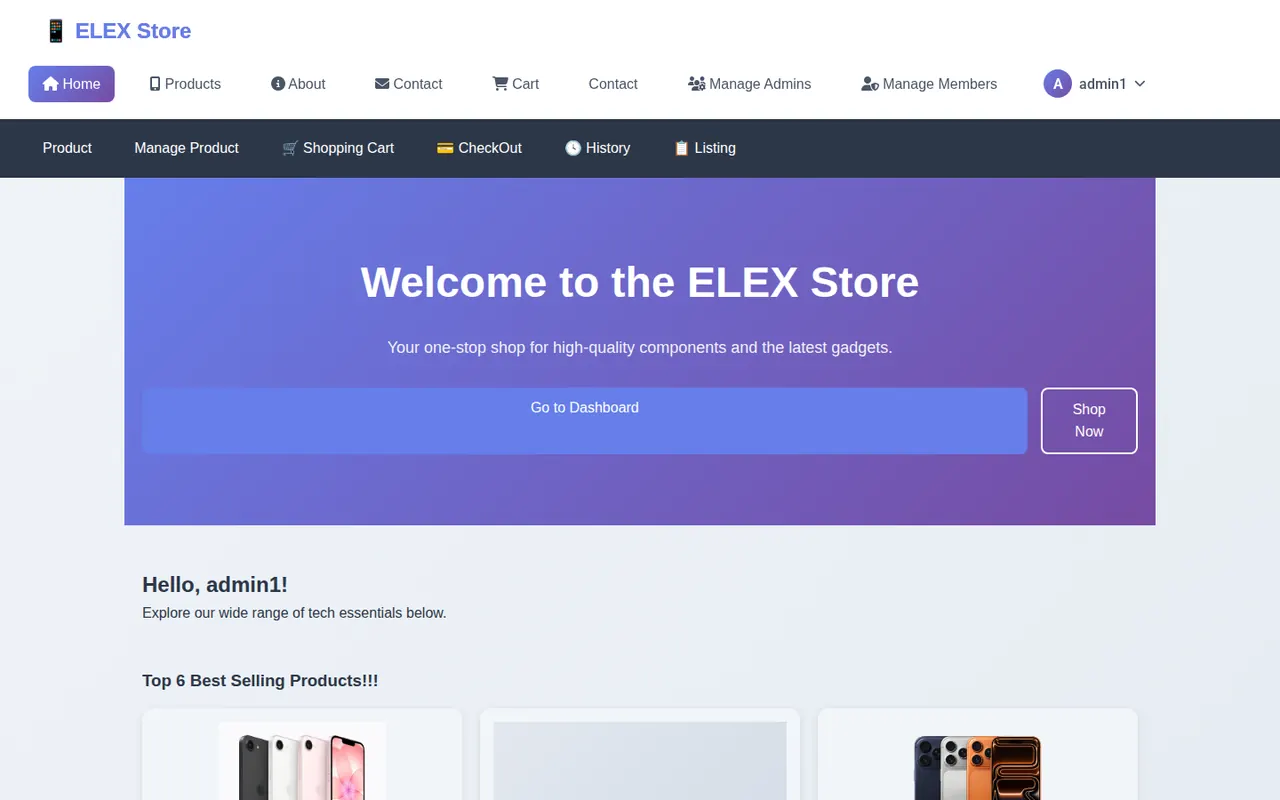 ELEX Store
Home Products About Contact Cart Contact Manage Admins Manage Members A admin1
Product Manage Product Shopping Cart CheckOut History Listing
Welcome to the ELEX Store
Your one-stop shop for high-quality components and the latest gadgets.
Go to Dashboard
Shop
Now
Hello, admin1!
Explore our wide range of tech essentials below.
Top 6 Best Selling Products!!!